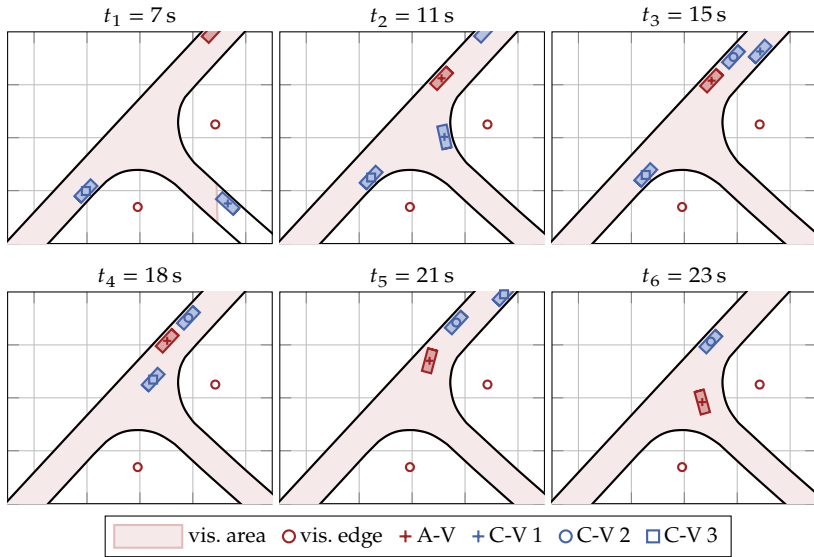 t₁ = 7 s
t₂ = 11 s
t₃ = 15 s
t₄ = 18 s
t₅ = 21 s
t₆ = 23 s
vis. area vis. edge A-V C-V 1 C-V 2 C-V 3